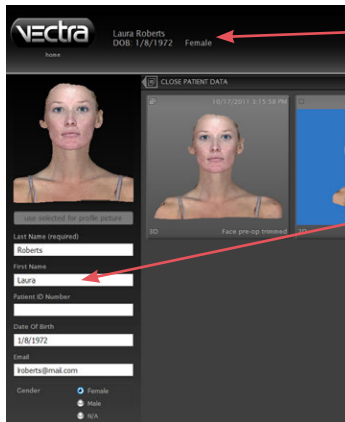 vectra
home
Laura Roberts
DOB: 1/8/1972 Female
CLOSE PATIENT DATA
10/17/2011 3:15:58 PM
3D
Face pre-op trimmed
3D
use selected for profile picture
Last Name (required)
Roberts
First Name
Laura
Patient ID Number
Date Of Birth
1/8/1972
Email
lroberts@mail.com
Gender
Female
Male
N/A